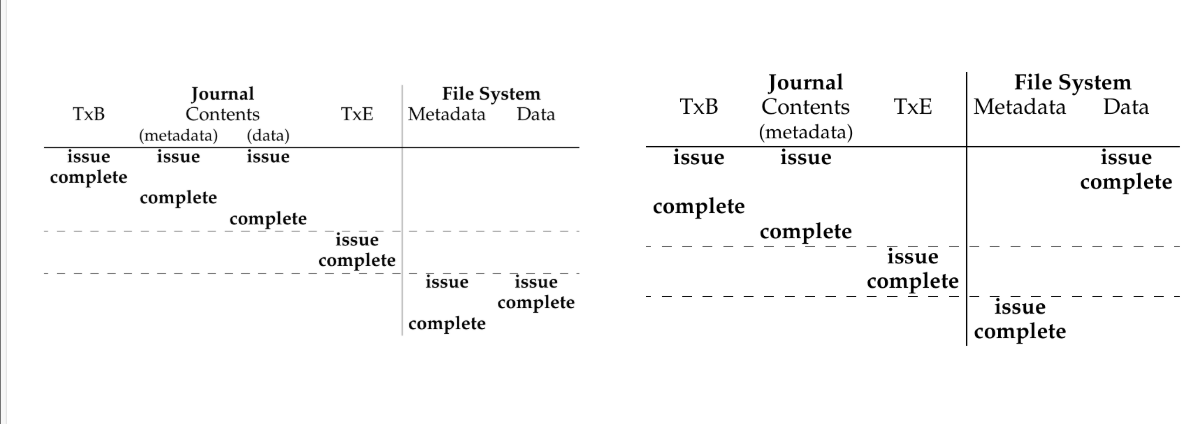 Journal File System
TxB Contents TxE Metadata Data
(metadata) (data)
issue issue issue
complete
complete
complete
issue
complete
issue issue
complete
complete
Journal File System
TxB Contents TxE Metadata Data
(metadata)
issue issue issue
complete
complete
complete
issue
complete
issue
complete